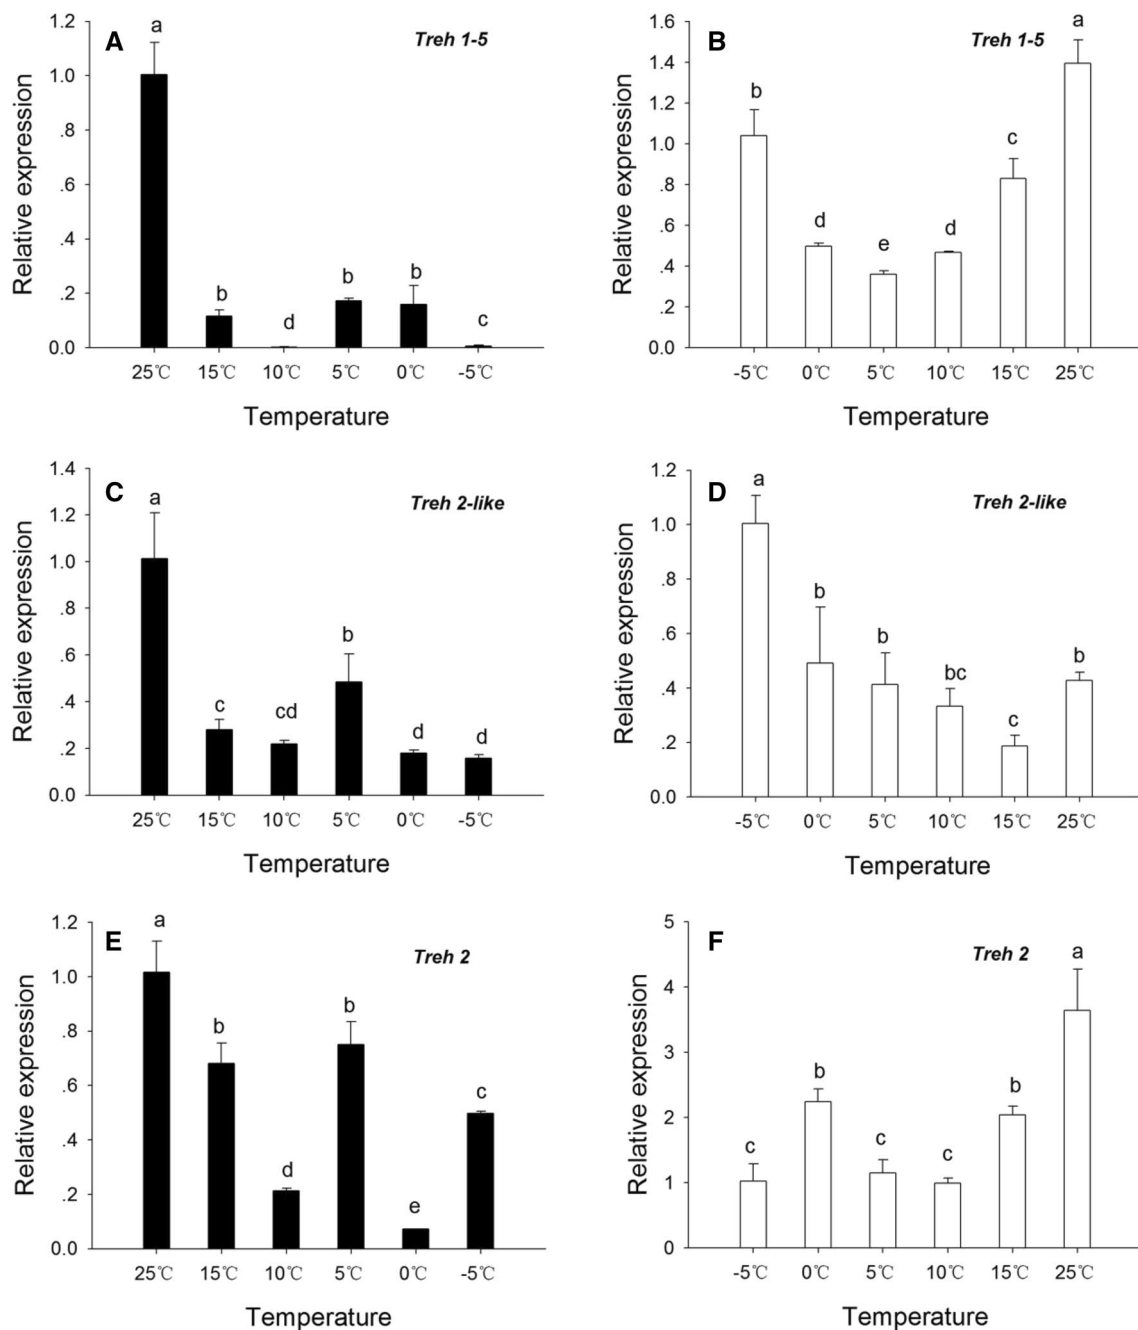 A
Treh 1-5
a
b
d
b
b
c
1.2
1.0
.8
.6
.4
.2
0.0
Relative expression
25℃ 15℃ 10℃ 5℃ 0℃ -5℃
Temperature
B
Treh 1-5
b
d
e
d
c
a
1.6
1.4
1.2
1.0
.8
.6
.4
.2
0.0
Relative expression
-5℃ 0℃ 5℃ 10℃ 15℃ 25℃
Temperature
C
Treh 2-like
a
c
cd
b
d
d
1.4
1.2
1.0
.8
.6
.4
.2
0.0
Relative expression
25℃ 15℃ 10℃ 5℃ 0℃ -5℃
Temperature
D
Treh 2-like
a
b
b
bc
c
b
1.2
1.0
.8
.6
.4
.2
0.0
Relative expression
-5℃ 0℃ 5℃ 10℃ 15℃ 25℃
Temperature
E
Treh 2
a
b
d
b
e
c
1.2
1.0
.8
.6
.4
.2
0.0
Relative expression
25℃ 15℃ 10℃ 5℃ 0℃ -5℃
Temperature
F
Treh 2
c
b
c
c
b
a
5
4
3
2
1
0
Relative expression
-5℃ 0℃ 5℃ 10℃ 15℃ 25℃
Temperature